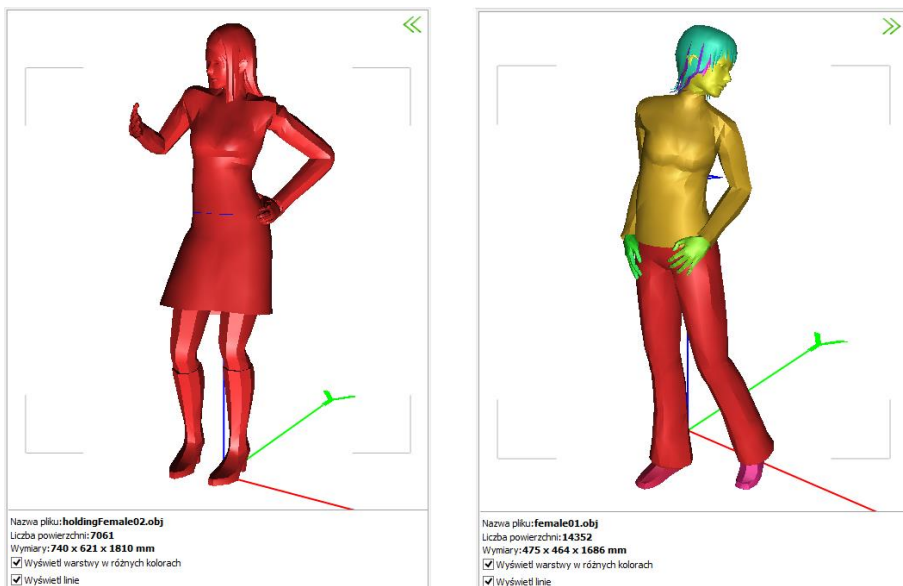 Nazwa pliku:holdingFemale02.obj
Liczba powierzchni:7061
Wymiary:740 x 621 x 1810 mm
Wyświetl warstwy w różnych kolorach
Wyświetl linie
Nazwa pliku:female01.obj
Liczba powierzchni:14352
Wymiary:475 x 464 x 1686 mm
Wyświetl warstwy w różnych kolorach
Wyświetl linie